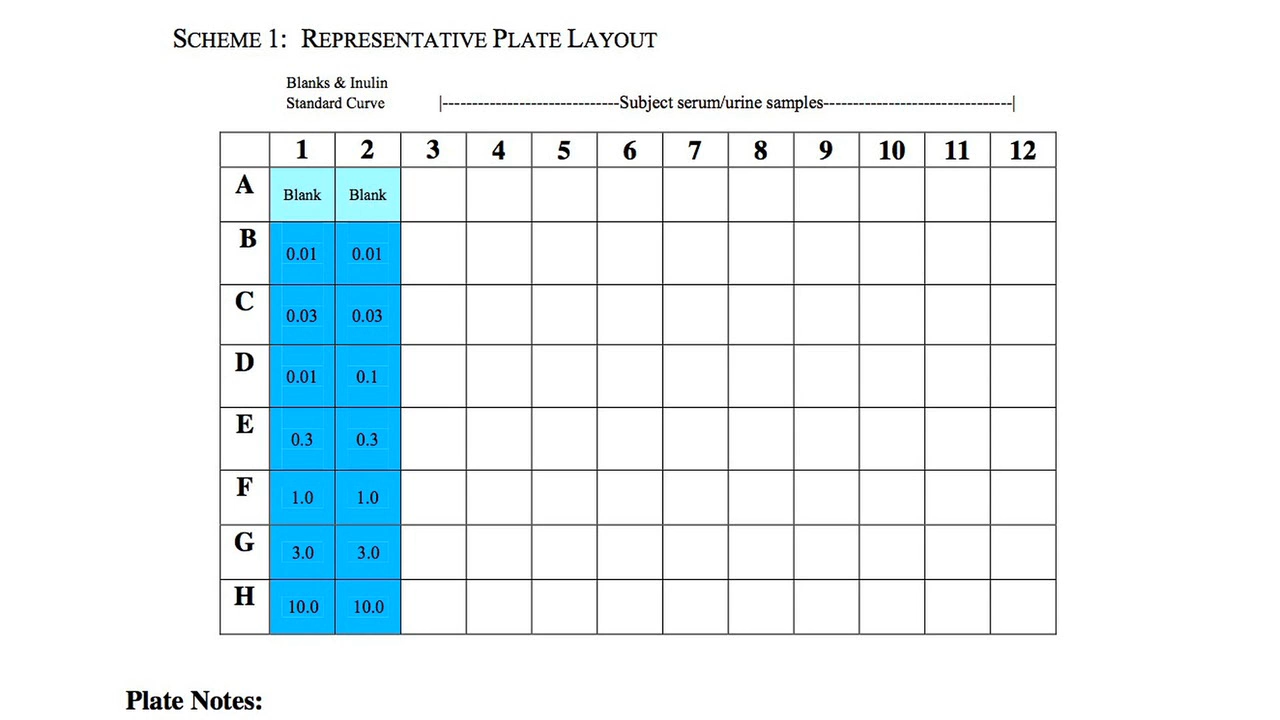 SCHEME 1: REPRESENTATIVE PLATE LAYOUT
Blanks & Inulin
Standard Curve
|------------------------------Subject serum/urine samples--------------------------------|
1 2 3 4 5 6 7 8 9 10 11 12
A Blank Blank
B 0.01 0.01
C 0.03 0.03
D 0.01 0.1
E 0.3 0.3
F 1.0 1.0
G 3.0 3.0
H 10.0 10.0
Plate Notes: